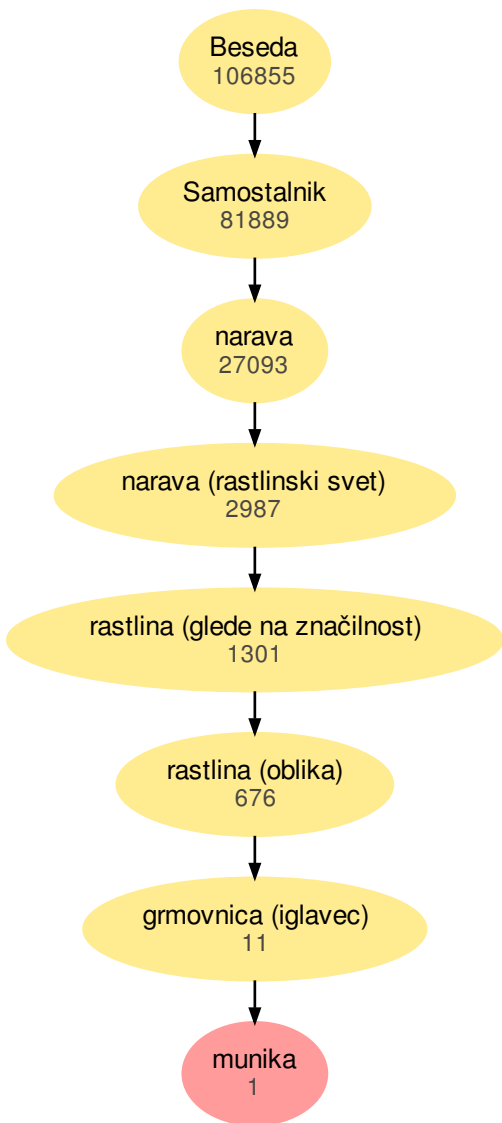 Beseda
106855
Samostalnik
81889
narava
27093
narava (rastlinski svet)
2987
rastlina (glede na značilnost)
1301
rastlina (oblika)
676
grmovnica (iglavec)
11
munika
1